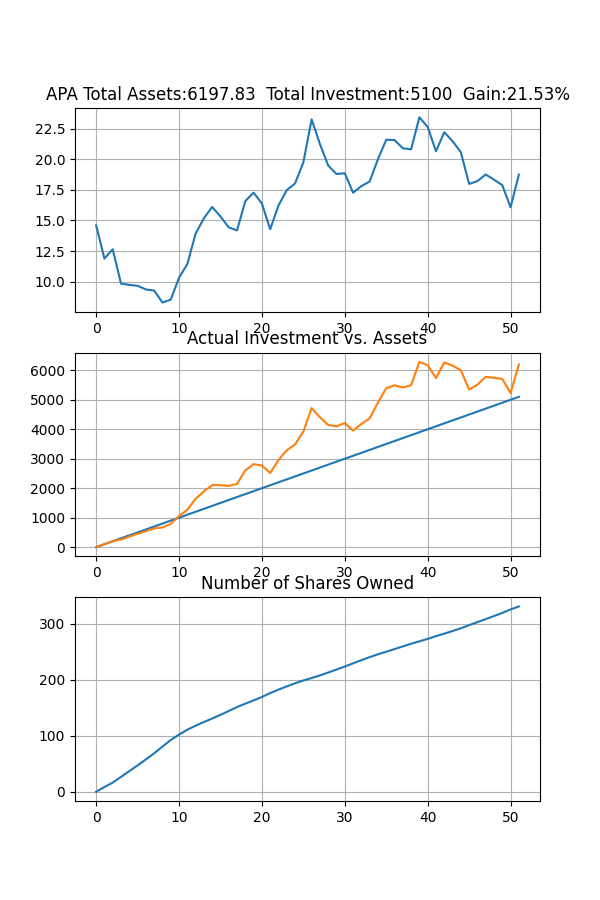 APA Total Assets:6197.83  Total Investment:5100  Gain:21.53%
22.5
20.0
17.5
15.0
12.5
10.0
0 10 20 30 40 50
Actual Investment vs. Assets
6000
5000
4000
3000
2000
1000
0
0 10 20 30 40 50
Number of Shares Owned
300
200
100
0
0 10 20 30 40 50